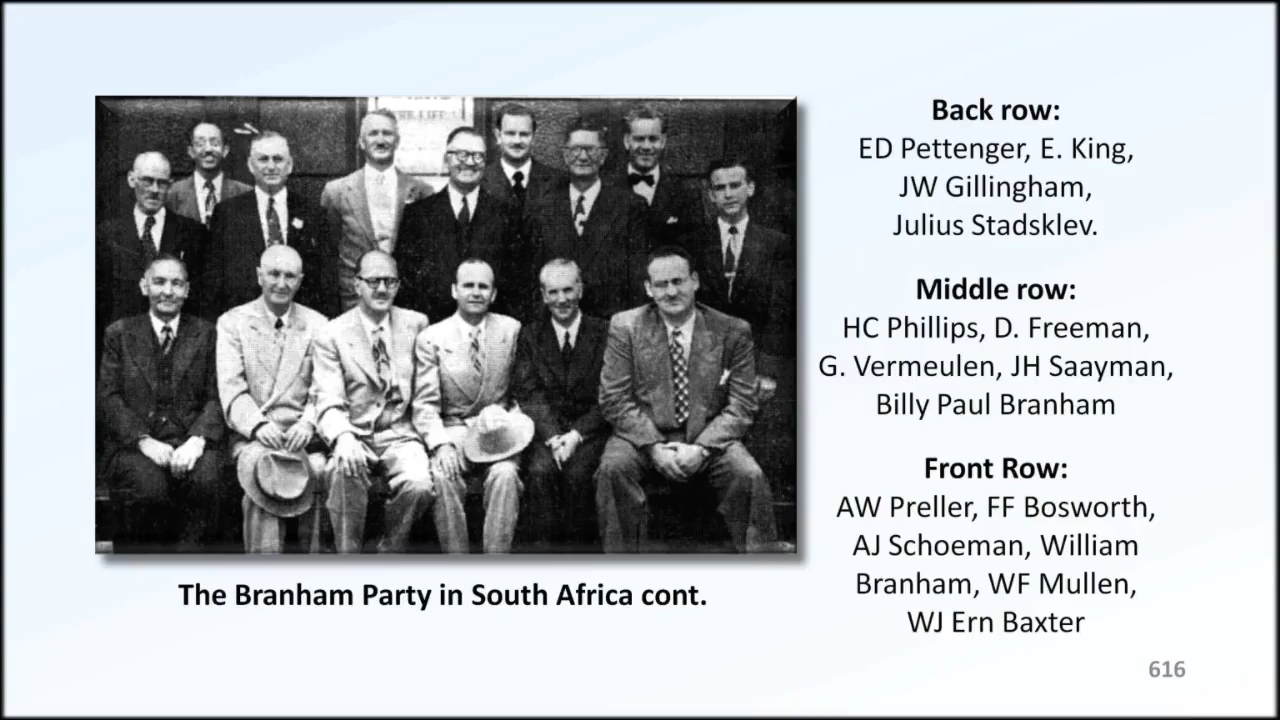 Back row:
ED Pettenger, E. King,
JW Gillingham,
Julius Stadsklev.
Middle row:
HC Phillips, D. Freeman,
G. Vermeulen, JH Saayman,
Billy Paul Branham
Front Row:
AW Preller, FF Bosworth,
AJ Schoeman, William
Branham, WF Mullen,
WJ Ern Baxter
The Branham Party in South Africa cont.
616